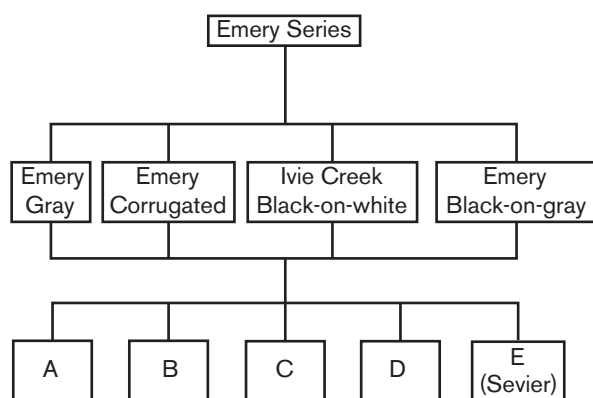 Emery Series
Emery
Gray
Emery
Corrugated
Ivie Creek
Black-on-white
Emery
Black-on-gray
A
B
C
D
E
(Sevier)